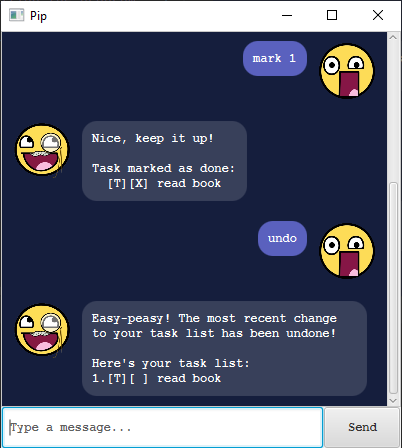 Pip
mark 1
Nice, keep it up!
Task marked as done:
[T][X] read book
undo
Easy-peasy! The most recent change
to your task list has been undone!
Here's your task list:
1.[T][ ] read book
Type a message...
Send